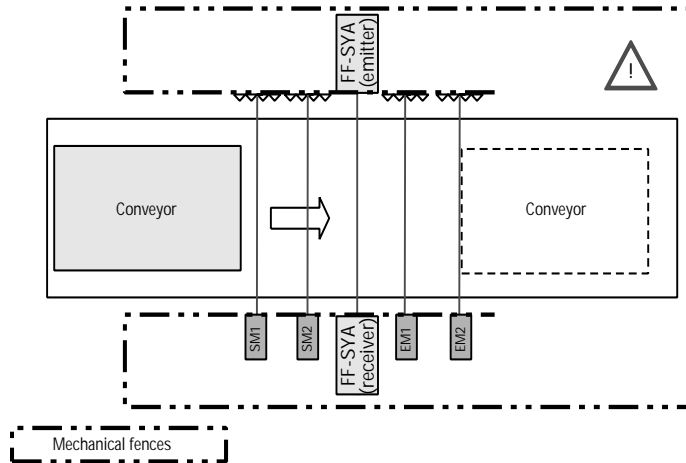 FF-SYA
(emitter)
!
Conveyor
Conveyor
SM1
SM2
FF-SYA
(receiver)
EM1
EM2
Mechanical fences